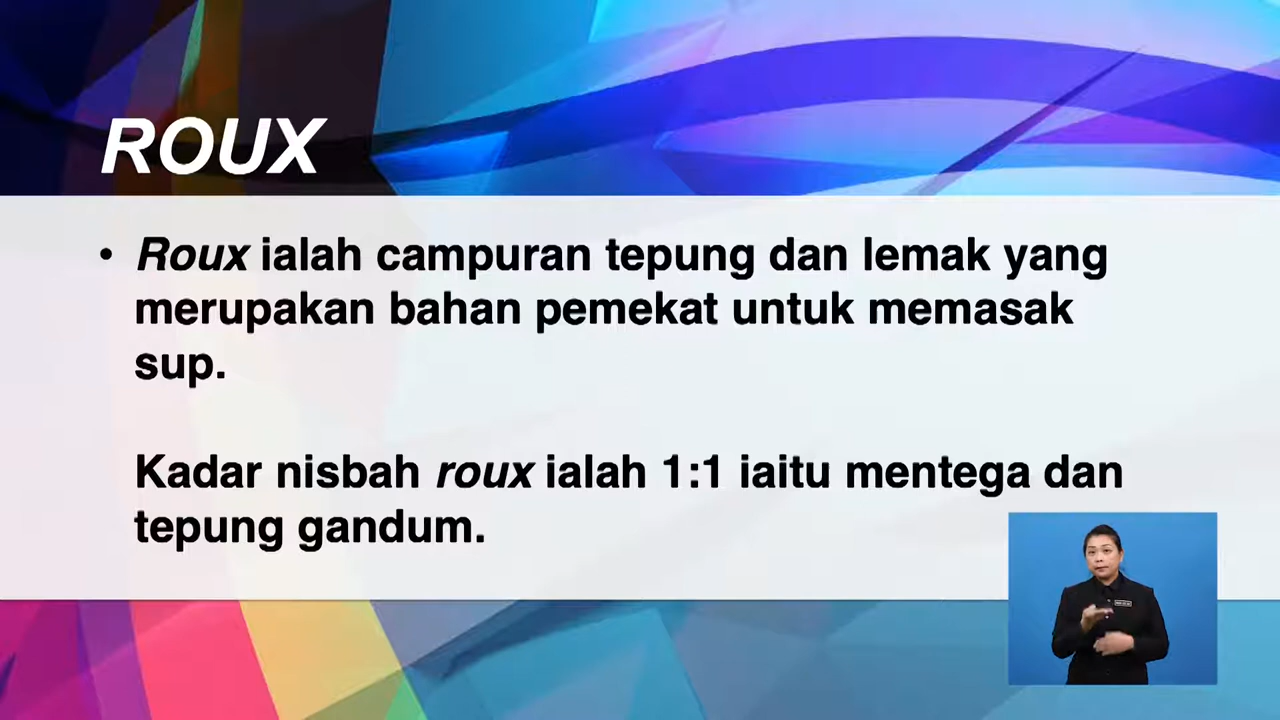 ROUX
• Roux ialah campuran tepung dan lemak yang
merupakan bahan pemekat untuk memasak
sup.
Kadar nisbah roux ialah 1:1 iaitu mentega dan
tepung gandum.